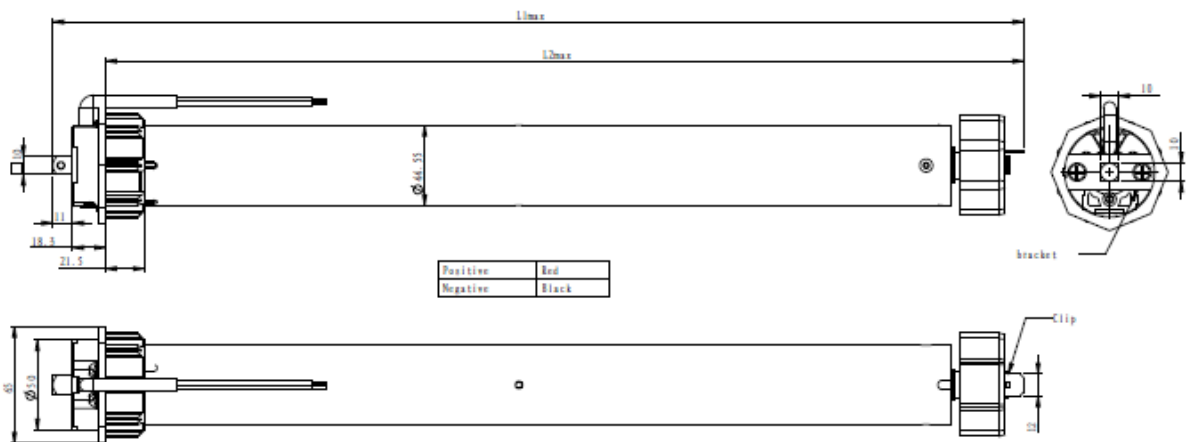 L1max
L2max
10
10
10
Ø44.55
11
18.5
21.5
bracket
Positive Red
Negative Black
Clip
65
Ø50
12